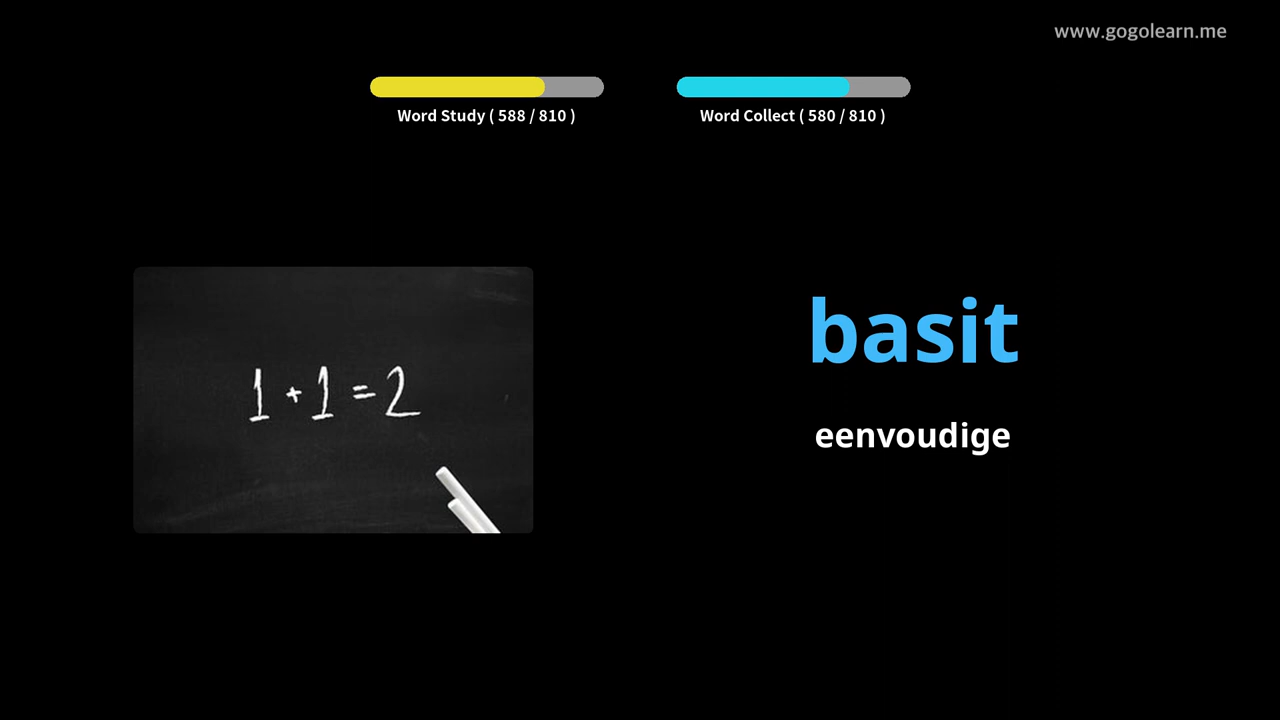 www.gogolearn.me
Word Study ( 588 / 810 )
Word Collect ( 580 / 810 )
1 + 1 = 2
basit
eenvoudige